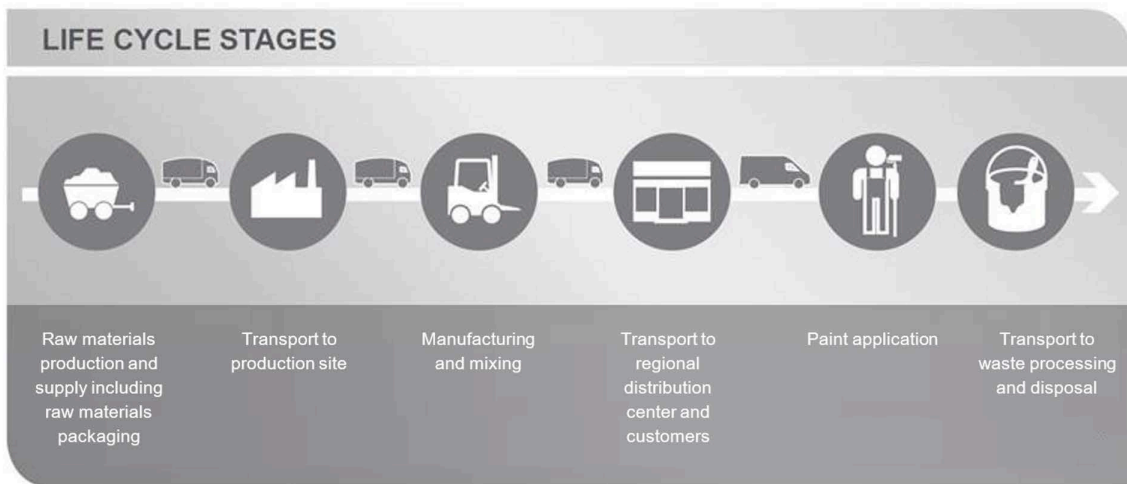 LIFE CYCLE STAGES
Raw materials
production and
supply including
raw materials
packaging
Transport to
production site
Manufacturing
and mixing
Transport to
regional
distribution
center and
customers
Paint application
Transport to
waste processing
and disposal